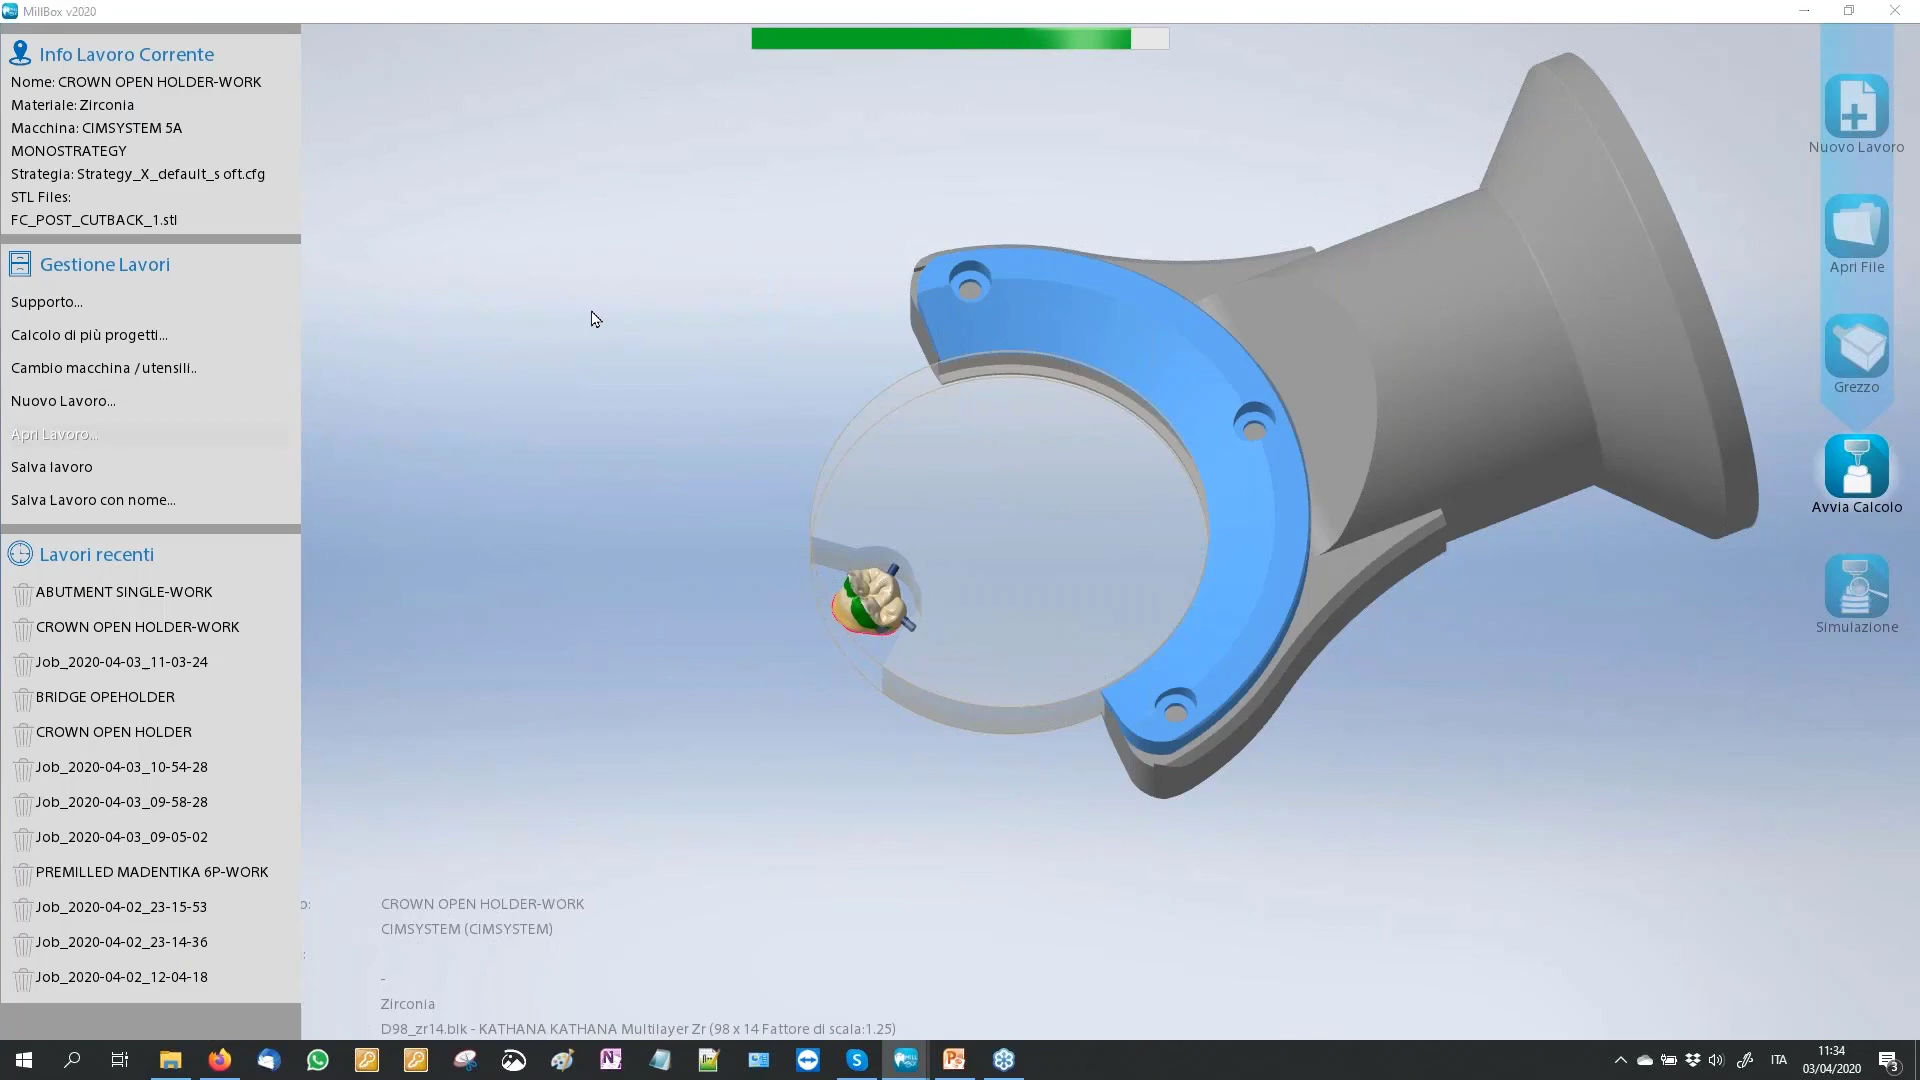 MillBox v2020
Info Lavoro Corrente
Nome: CROWN OPEN HOLDER-WORK
Materiale: Zirconia
Macchina: CIMSYSTEM 5A
MONOSTRATEGY
Strategia: Strategy_X_default_s oft.cfg
STL Files:
FC_POST_CUTBACK_1.stl
Gestione Lavori
Supporto...
Calcolo di più progetti...
Cambio macchina / utensili..
Nuovo Lavoro...
Apri Lavoro...
Salva lavoro
Salva Lavoro con nome...
Lavori recenti
ABUTMENT SINGLE-WORK
CROWN OPEN HOLDER-WORK
Job_2020-04-03_11-03-24
BRIDGE OPEHOLDER
CROWN OPEN HOLDER
Job_2020-04-03_10-54-28
Job_2020-04-03_09-58-28
Job_2020-04-03_09-05-02
PREMILLED MADENTIKA 6P-WORK
Job_2020-04-02_23-15-53
Job_2020-04-02_23-14-36
Job_2020-04-02_12-04-18
o: CROWN OPEN HOLDER-WORK
CIMSYSTEM (CIMSYSTEM)
:
-
Zirconia
D98_zr14.blk - KATHANA KATHANA Multilayer Zr (98 x 14 Fattore di scala:1.25)
Nuovo Lavoro
Apri File
Grezzo
Avvia Calcolo
Simulazione
ITA
11:34
03/04/2020
3